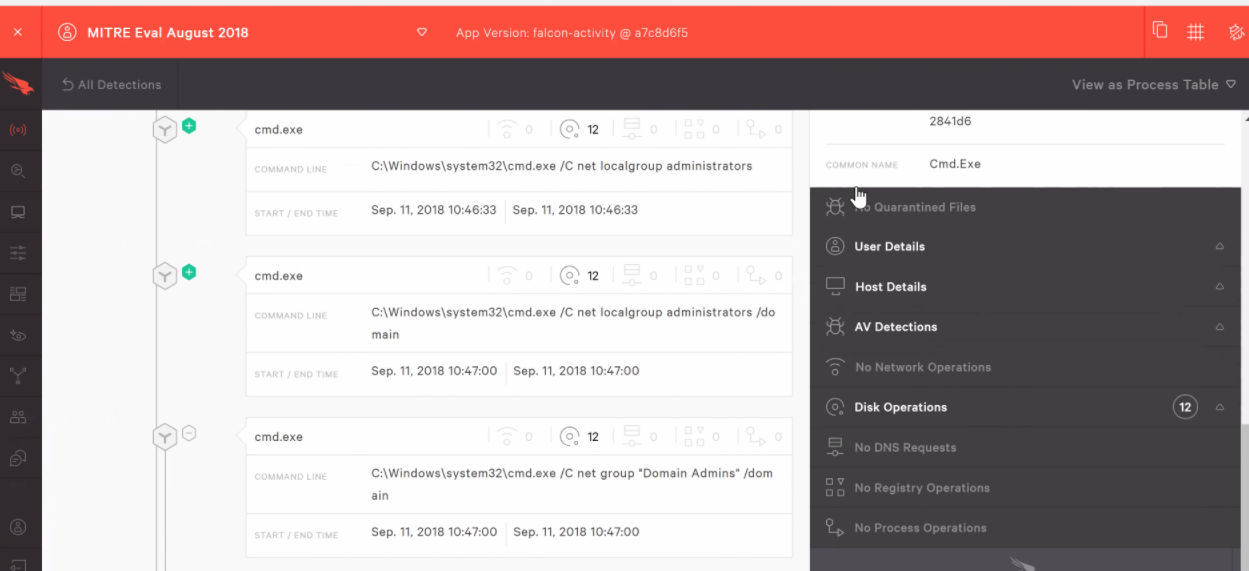 MITRE Eval August 2018
App Version: falcon-activity @ a7c8d6f5
All Detections
View as Process Table
cmd.exe
0
12
0
0
0
COMMAND LINE
C:\Windows\system32\cmd.exe /C net localgroup administrators
START / END TIME
Sep. 11, 2018 10:46:33
Sep. 11, 2018 10:46:33
cmd.exe
0
12
0
0
0
COMMAND LINE
C:\Windows\system32\cmd.exe /C net localgroup administrators /do
main
START / END TIME
Sep. 11, 2018 10:47:00
Sep. 11, 2018 10:47:00
cmd.exe
0
12
0
0
0
COMMAND LINE
C:\Windows\system32\cmd.exe /C net group "Domain Admins" /dom
ain
START / END TIME
Sep. 11, 2018 10:47:00
Sep. 11, 2018 10:47:00
2841d6
COMMON NAME
Cmd.Exe
No Quarantined Files
User Details
Host Details
AV Detections
No Network Operations
Disk Operations
12
No DNS Requests
No Registry Operations
No Process Operations